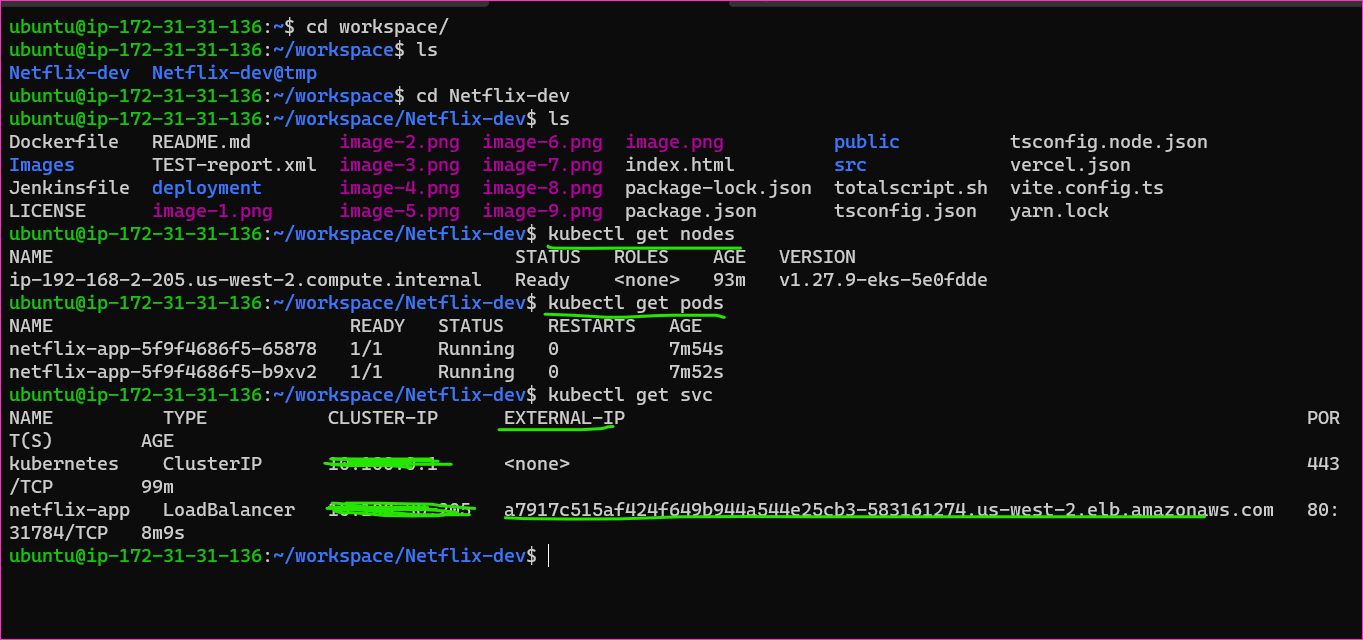 ubuntu@ip-172-31-31-136:~$ cd workspace/
ubuntu@ip-172-31-31-136:~/workspace$ ls
Netflix-dev  Netflix-dev@tmp
ubuntu@ip-172-31-31-136:~/workspace$ cd Netflix-dev
ubuntu@ip-172-31-31-136:~/workspace/Netflix-dev$ ls
Dockerfile   README.md        image-2.png  image-6.png  image.png          public          tsconfig.node.json
Images       TEST-report.xml  image-3.png  image-7.png  index.html         src             vercel.json
Jenkinsfile  deployment       image-4.png  image-8.png  package-lock.json  totalscript.sh  vite.config.ts
LICENSE      image-1.png      image-5.png  image-9.png  package.json       tsconfig.json   yarn.lock
ubuntu@ip-172-31-31-136:~/workspace/Netflix-dev$ kubectl get nodes
NAME                                          STATUS   ROLES    AGE   VERSION
ip-192-168-2-205.us-west-2.compute.internal   Ready    <none>   93m   v1.27.9-eks-5e0fdde
ubuntu@ip-172-31-31-136:~/workspace/Netflix-dev$ kubectl get pods
NAME                           READY   STATUS    RESTARTS   AGE
netflix-app-5f9f4686f5-65878   1/1     Running   0          7m54s
netflix-app-5f9f4686f5-b9xv2   1/1     Running   0          7m52s
ubuntu@ip-172-31-31-136:~/workspace/Netflix-dev$ kubectl get svc
NAME          TYPE           CLUSTER-IP      EXTERNAL-IP                                                              POR
T(S)        AGE
kubernetes    ClusterIP      <none>                                                                   443
/TCP      99m
netflix-app   LoadBalancer   a7917c515af424f649b944a544e25cb3-583161274.us-west-2.elb.amazonaws.com   80:
31784/TCP   8m9s
ubuntu@ip-172-31-31-136:~/workspace/Netflix-dev$